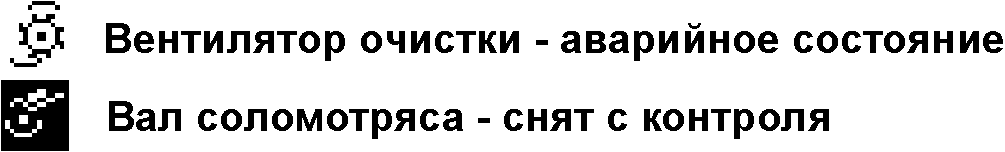 Вентилятор очистки - аварийное состояние
Вал соломотряса - снят с контроля